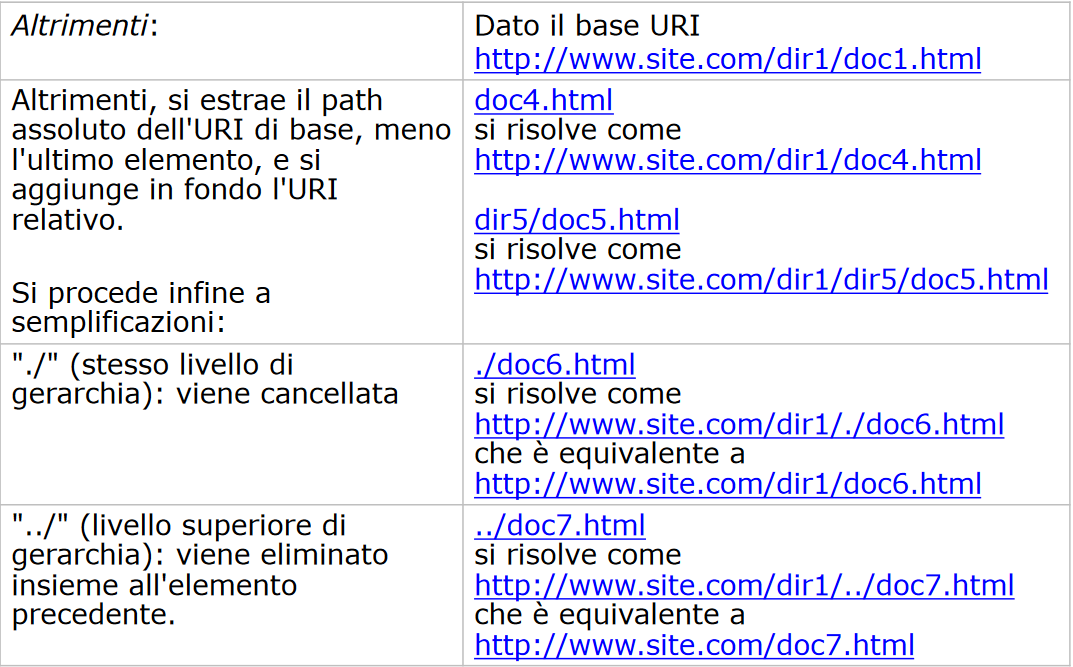 Altrimenti:
Dato il base URI
http://www.site.com/dir1/doc1.html
Altrimenti, si estrae il path
assoluto dell'URI di base, meno
l'ultimo elemento, e si
aggiunge in fondo l'URI
relativo.
Si procede infine a
semplificazioni:
doc4.html
si risolve come
http://www.site.com/dir1/doc4.html
dir5/doc5.html
si risolve come
http://www.site.com/dir1/dir5/doc5.html
"./" (stesso livello di
gerarchia): viene cancellata
./doc6.html
si risolve come
http://www.site.com/dir1/./doc6.html
che è equivalente a
http://www.site.com/dir1/doc6.html
"../" (livello superiore di
gerarchia): viene eliminato
insieme all'elemento
precedente.
../doc7.html
si risolve come
http://www.site.com/dir1/../doc7.html
che è equivalente a
http://www.site.com/doc7.html